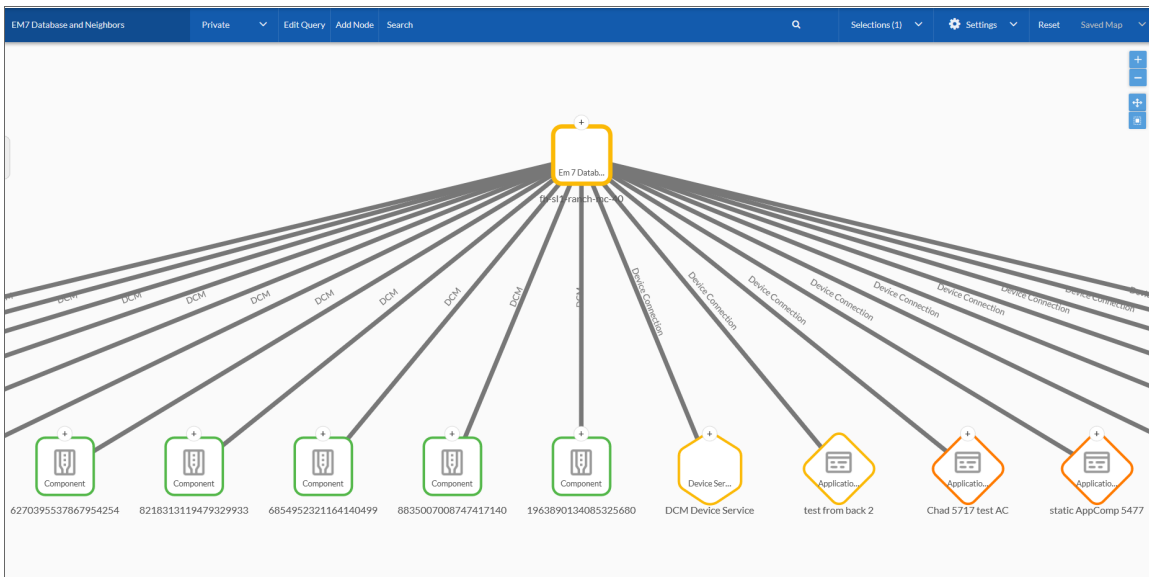 EM7 Database and Neighbors Private Edit Query Add Node Search Selections (1) Settings Reset Saved Map
+
Em 7 Datab...
DCM DCM DCM DCM DCM DCM DCM DCM DCM
Device Connection Device Connection Device Connection Device Connection Device Connection Device Connection Device Connection Device Connection
+ + + + + + + + +
Component Component Component Component Component Device Ser... Applicatio... Applicatio... Applicatio...
6270395537867954254 8218313119479329933 6854952321164140499 8835007008747417140 1963890134085325680 DCM Device Service test from back 2 Chad 5717 test AC static AppComp 5477